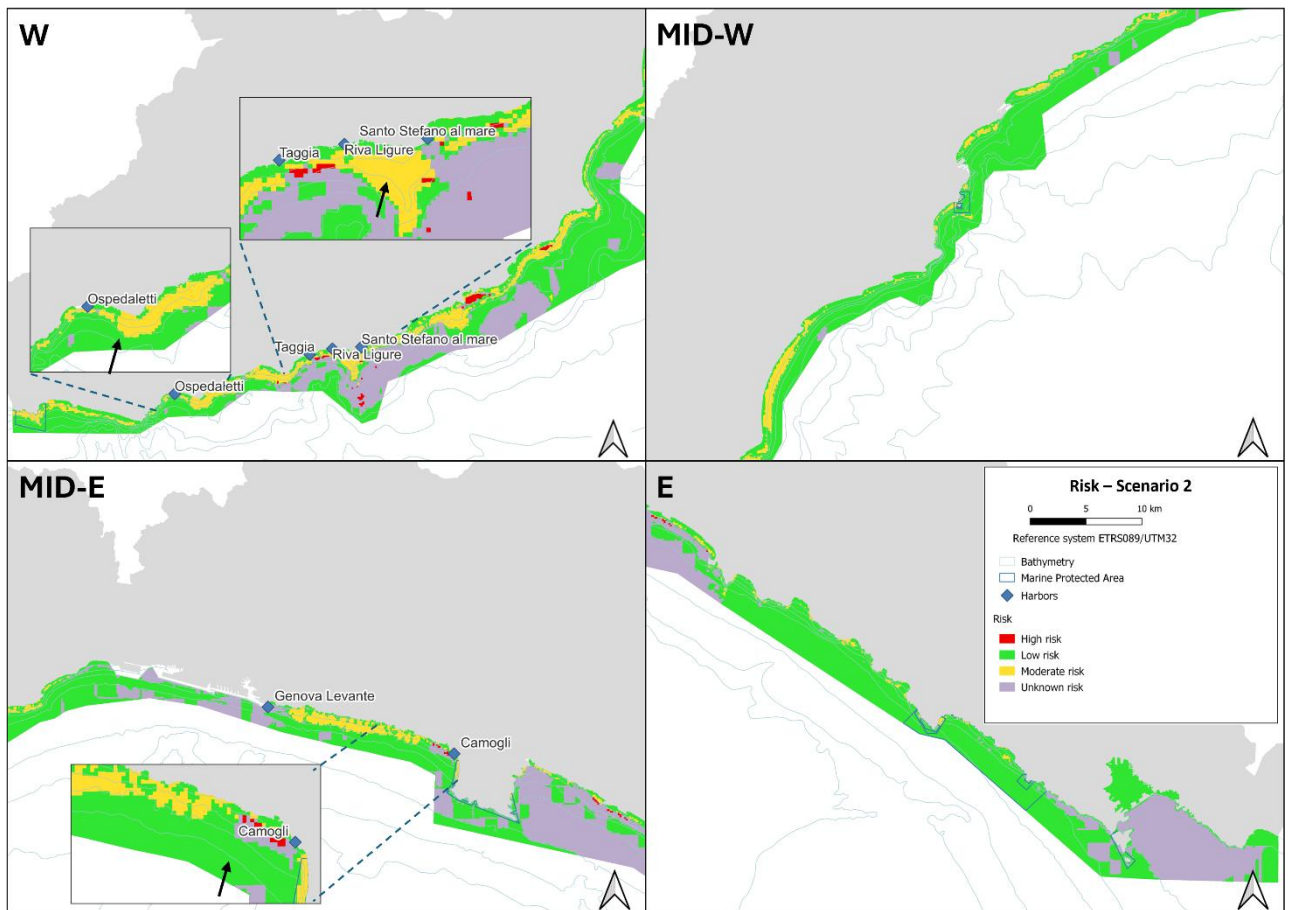 W
Santo Stefano al mare
Taggia
Riva Ligure
Ospedaletti
Taggia
Santo Stefano al mare
Riva Ligure
Ospedaletti
MID-W
MID-E
Genova Levante
Camogli
Camogli
E
Risk – Scenario 2
0 5 10 km
Reference system ETRS089/UTM32
Bathymetry
Marine Protected Area
Harbors
Risk
High risk
Low risk
Moderate risk
Unknown risk